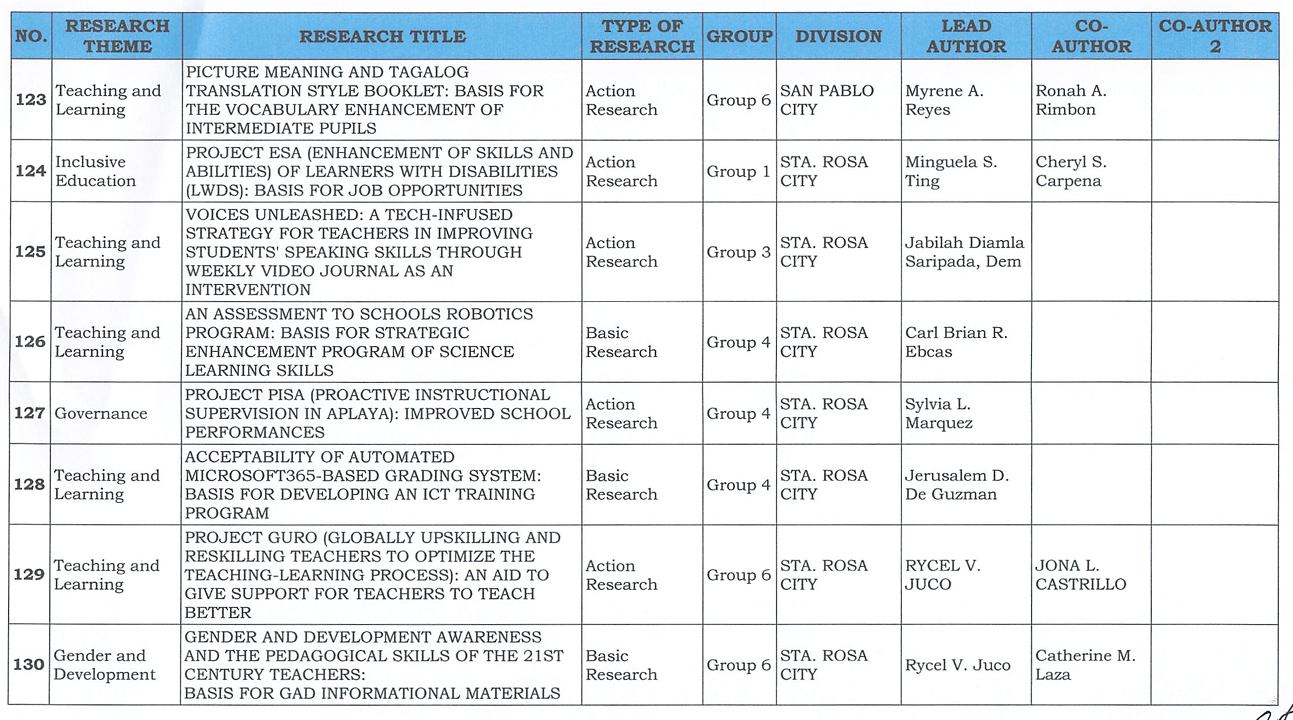 NO. RESEARCH THEME RESEARCH TITLE TYPE OF RESEARCH GROUP DIVISION LEAD AUTHOR CO-AUTHOR CO-AUTHOR 2
123
Teaching and
Learning
PICTURE MEANING AND TAGALOG
TRANSLATION STYLE BOOKLET: BASIS FOR
THE VOCABULARY ENHANCEMENT OF
INTERMEDIATE PUPILS
Action
Research
Group 6
SAN PABLO
CITY
Myrene A.
Reyes
Ronah A.
Rimbon
124
Inclusive
Education
PROJECT ESA (ENHANCEMENT OF SKILLS AND
ABILITIES) OF LEARNERS WITH DISABILITIES
(LWDS): BASIS FOR JOB OPPORTUNITIES
Action
Research
Group 1
STA. ROSA
CITY
Minguela S.
Ting
Cheryl S.
Carpena
125
Teaching and
Learning
VOICES UNLEASHED: A TECH-INFUSED
STRATEGY FOR TEACHERS IN IMPROVING
STUDENTS' SPEAKING SKILLS THROUGH
WEEKLY VIDEO JOURNAL AS AN
INTERVENTION
Action
Research
Group 3
STA. ROSA
CITY
Jabilah Diamla
Saripada, Dem
126
Teaching and
Learning
AN ASSESSMENT TO SCHOOLS ROBOTICS
PROGRAM: BASIS FOR STRATEGIC
ENHANCEMENT PROGRAM OF SCIENCE
LEARNING SKILLS
Basic
Research
Group 4
STA. ROSA
CITY
Carl Brian R.
Ebcas
127
Governance
PROJECT PISA (PROACTIVE INSTRUCTIONAL
SUPERVISION IN APLAYA): IMPROVED SCHOOL
PERFORMANCES
Action
Research
Group 4
STA. ROSA
CITY
Sylvia L.
Marquez
128
Teaching and
Learning
ACCEPTABILITY OF AUTOMATED
MICROSOFT365-BASED GRADING SYSTEM:
BASIS FOR DEVELOPING AN ICT TRAINING
PROGRAM
Basic
Research
Group 4
STA. ROSA
CITY
Jerusalem D.
De Guzman
129
Teaching and
Learning
PROJECT GURO (GLOBALLY UPSKILLING AND
RESKILLING TEACHERS TO OPTIMIZE THE
TEACHING-LEARNING PROCESS): AN AID TO
GIVE SUPPORT FOR TEACHERS TO TEACH
BETTER
Action
Research
Group 6
STA. ROSA
CITY
RYCEL V.
JUCO
JONA L.
CASTRILLO
130
Gender and
Development
GENDER AND DEVELOPMENT AWARENESS
AND THE PEDAGOGICAL SKILLS OF THE 21ST
CENTURY TEACHERS:
BASIS FOR GAD INFORMATIONAL MATERIALS
Basic
Research
Group 6
STA. ROSA
CITY
Rycel V. Juco
Catherine M.
Laza